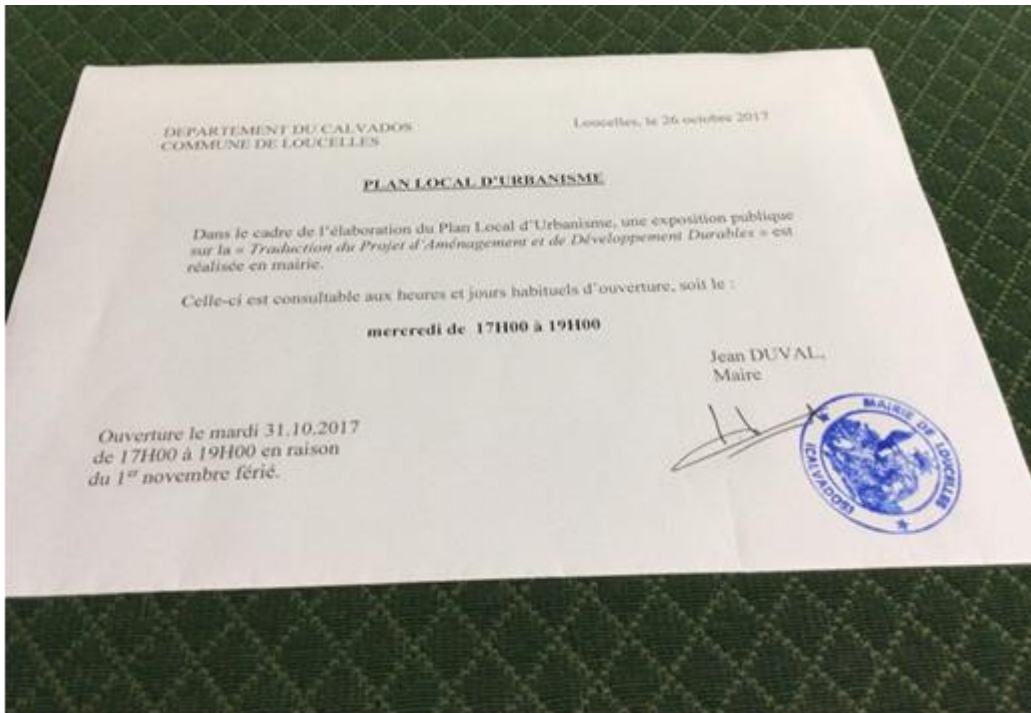 DEPARTEMENT DU CALVADOS
COMMUNE DE LOUCELLES
Loucelles, le 26 octobre 2017
PLAN LOCAL D'URBANISME
Dans le cadre de l'élaboration du Plan Local d'Urbanisme, une exposition publique
sur la « Traduction du Projet d'Aménagement et de Développement Durables » est
réalisée en mairie.
Celle-ci est consultable aux heures et jours habituels d'ouverture, soit le :
mercredi de 17H00 à 19H00
Jean DUVAL,
Maire
Ouverture le mardi 31.10.2017
de 17H00 à 19H00 en raison
du 1er novembre férié.
MAIRIE DE LOUCELLES
(CALVADOS)